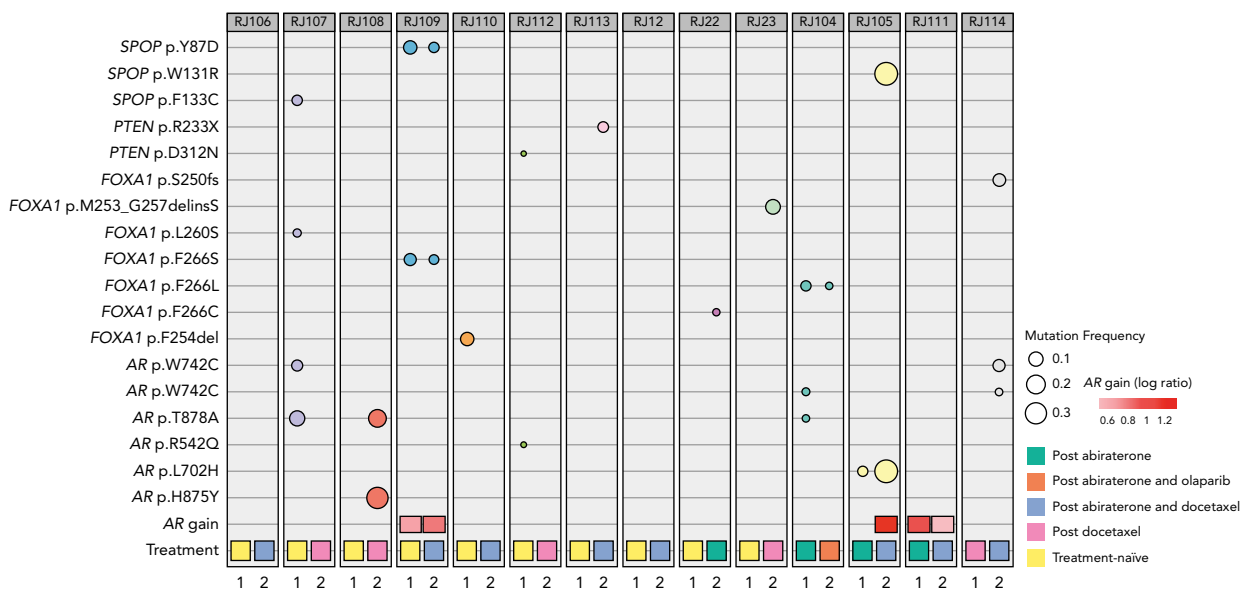 RJ106 RJ107 RJ108 RJ109 RJ110 RJ112 RJ113 RJ12 RJ22 RJ23 RJ104 RJ105 RJ111 RJ114
SPOP p.Y87D
SPOP p.W131R
SPOP p.F133C
PTEN p.R233X
PTEN p.D312N
FOXA1 p.S250fs
FOXA1 p.M253_G257delinsS
FOXA1 p.L260S
FOXA1 p.F266S
FOXA1 p.F266L
FOXA1 p.F266C
FOXA1 p.F254del
AR p.W742C
AR p.W742C
AR p.T878A
AR p.R542Q
AR p.L702H
AR p.H875Y
AR gain
Treatment
1 2 1 2 1 2 1 2 1 2 1 2 1 2 1 2 1 2 1 2 1 2 1 2 1 2 1 2
Mutation Frequency
0.1
0.2
0.3
AR gain (log ratio)
0.6 0.8 1 1.2
Post abiraterone
Post abiraterone and olaparib
Post abiraterone and docetaxel
Post docetaxel
Treatment-naïve